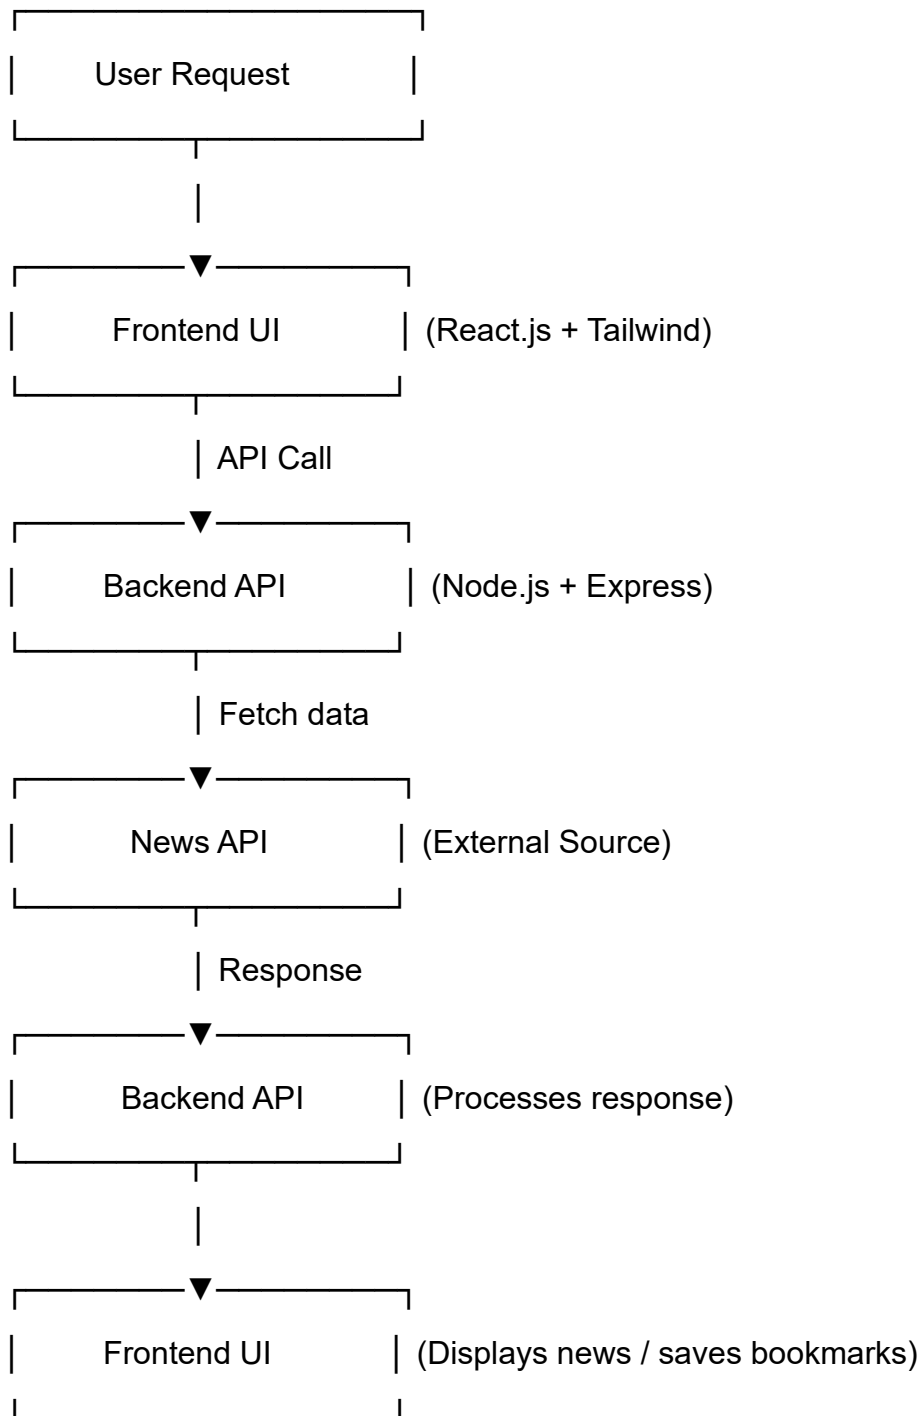 User Request
Frontend UI (React.js + Tailwind)
API Call
Backend API (Node.js + Express)
Fetch data
News API (External Source)
Response
Backend API (Processes response)
Frontend UI (Displays news / saves bookmarks)